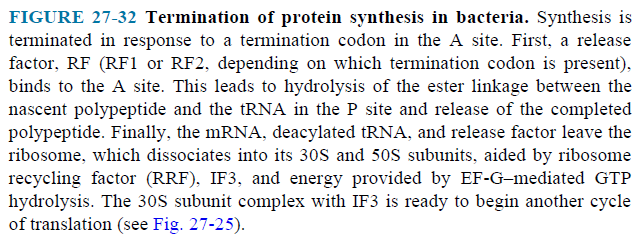 FIGURE 27-32 Termination of protein synthesis in bacteria. Synthesis is
terminated in response to a termination codon in the A site. First, a release
factor, RF (RF1 or RF2, depending on which termination codon is present),
binds to the A site. This leads to hydrolysis of the ester linkage between the
nascent polypeptide and the tRNA in the P site and release of the completed
polypeptide. Finally, the mRNA, deacylated tRNA, and release factor leave the
ribosome, which dissociates into its 30S and 50S subunits, aided by ribosome
recycling factor (RRF), IF3, and energy provided by EF-G–mediated GTP
hydrolysis. The 30S subunit complex with IF3 is ready to begin another cycle
of translation (see Fig. 27-25).